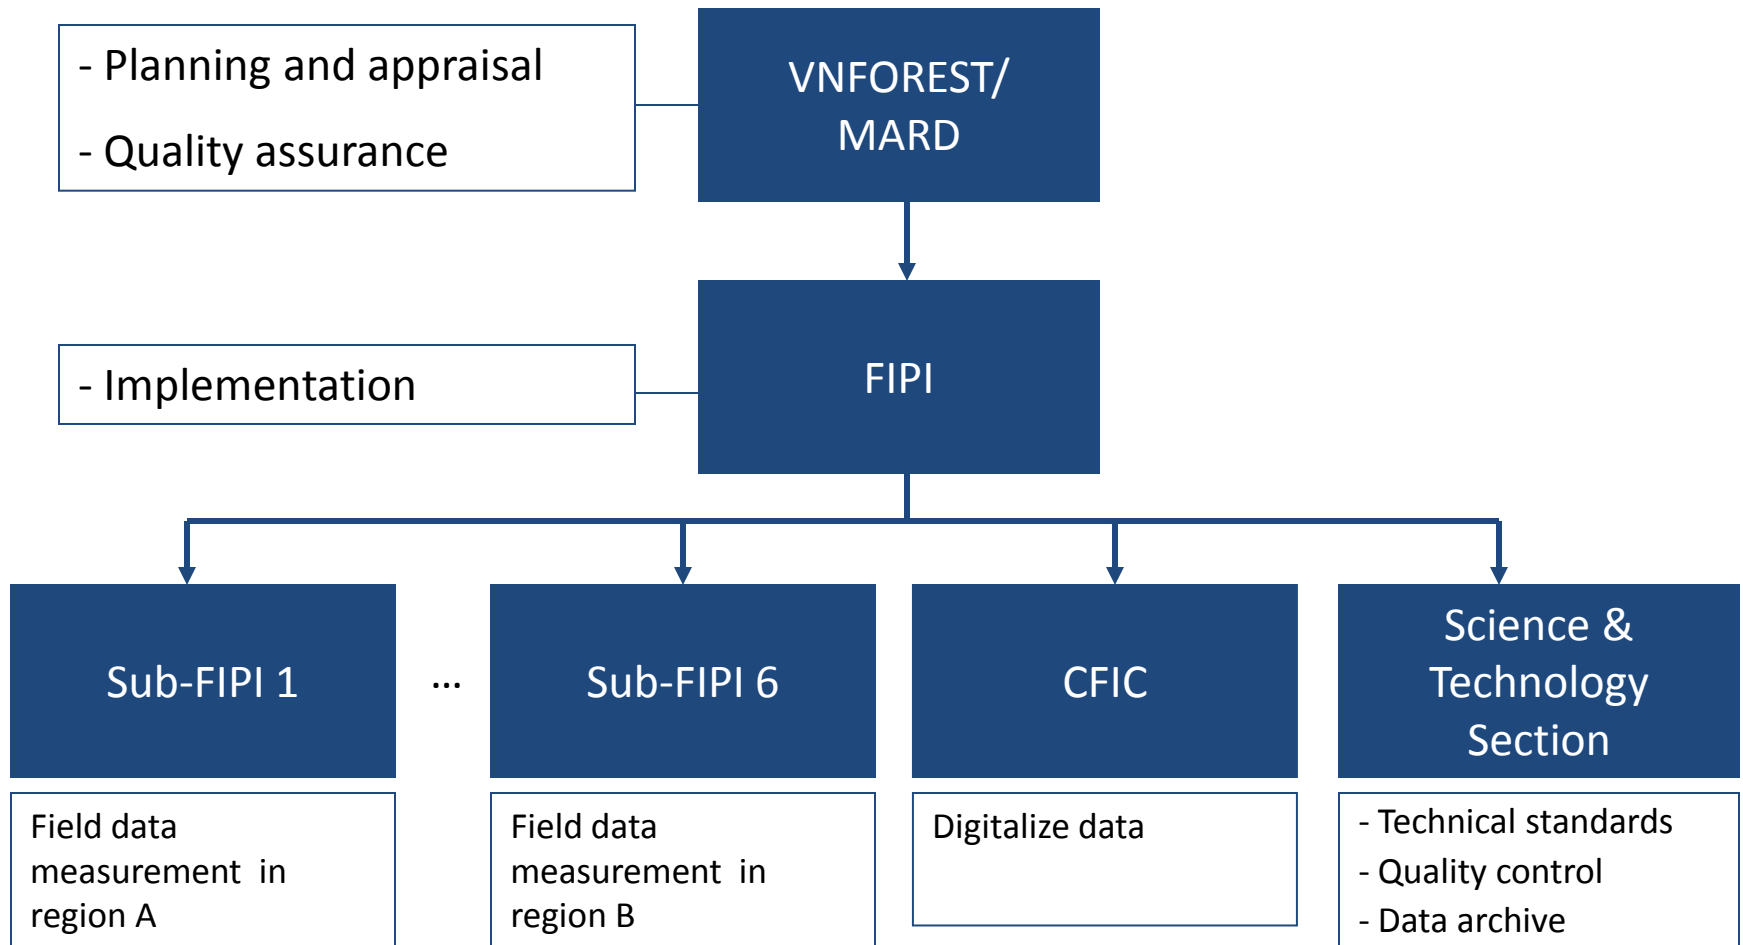 - Planning and appraisal
- Quality assurance
VNFOREST/
MARD
- Implementation
FIPI
Sub-FIPI 1
...
Sub-FIPI 6
CFIC
Science &
Technology
Section
Field data
measurement  in
region A
Field data
measurement  in
region B
Digitalize data
- Technical standards
- Quality control
- Data archive